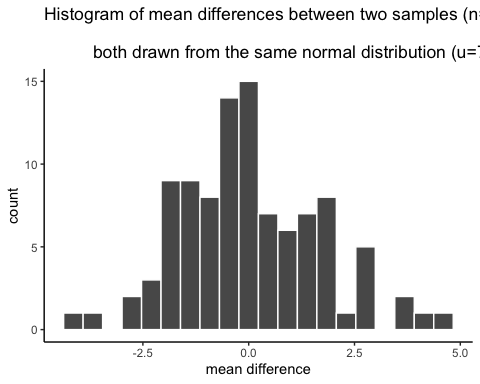 Histogram of mean differences between two samples (n=
both drawn from the same normal distribution (u=7
15
10
5
0
count
-2.5
0.0
2.5
5.0
mean difference